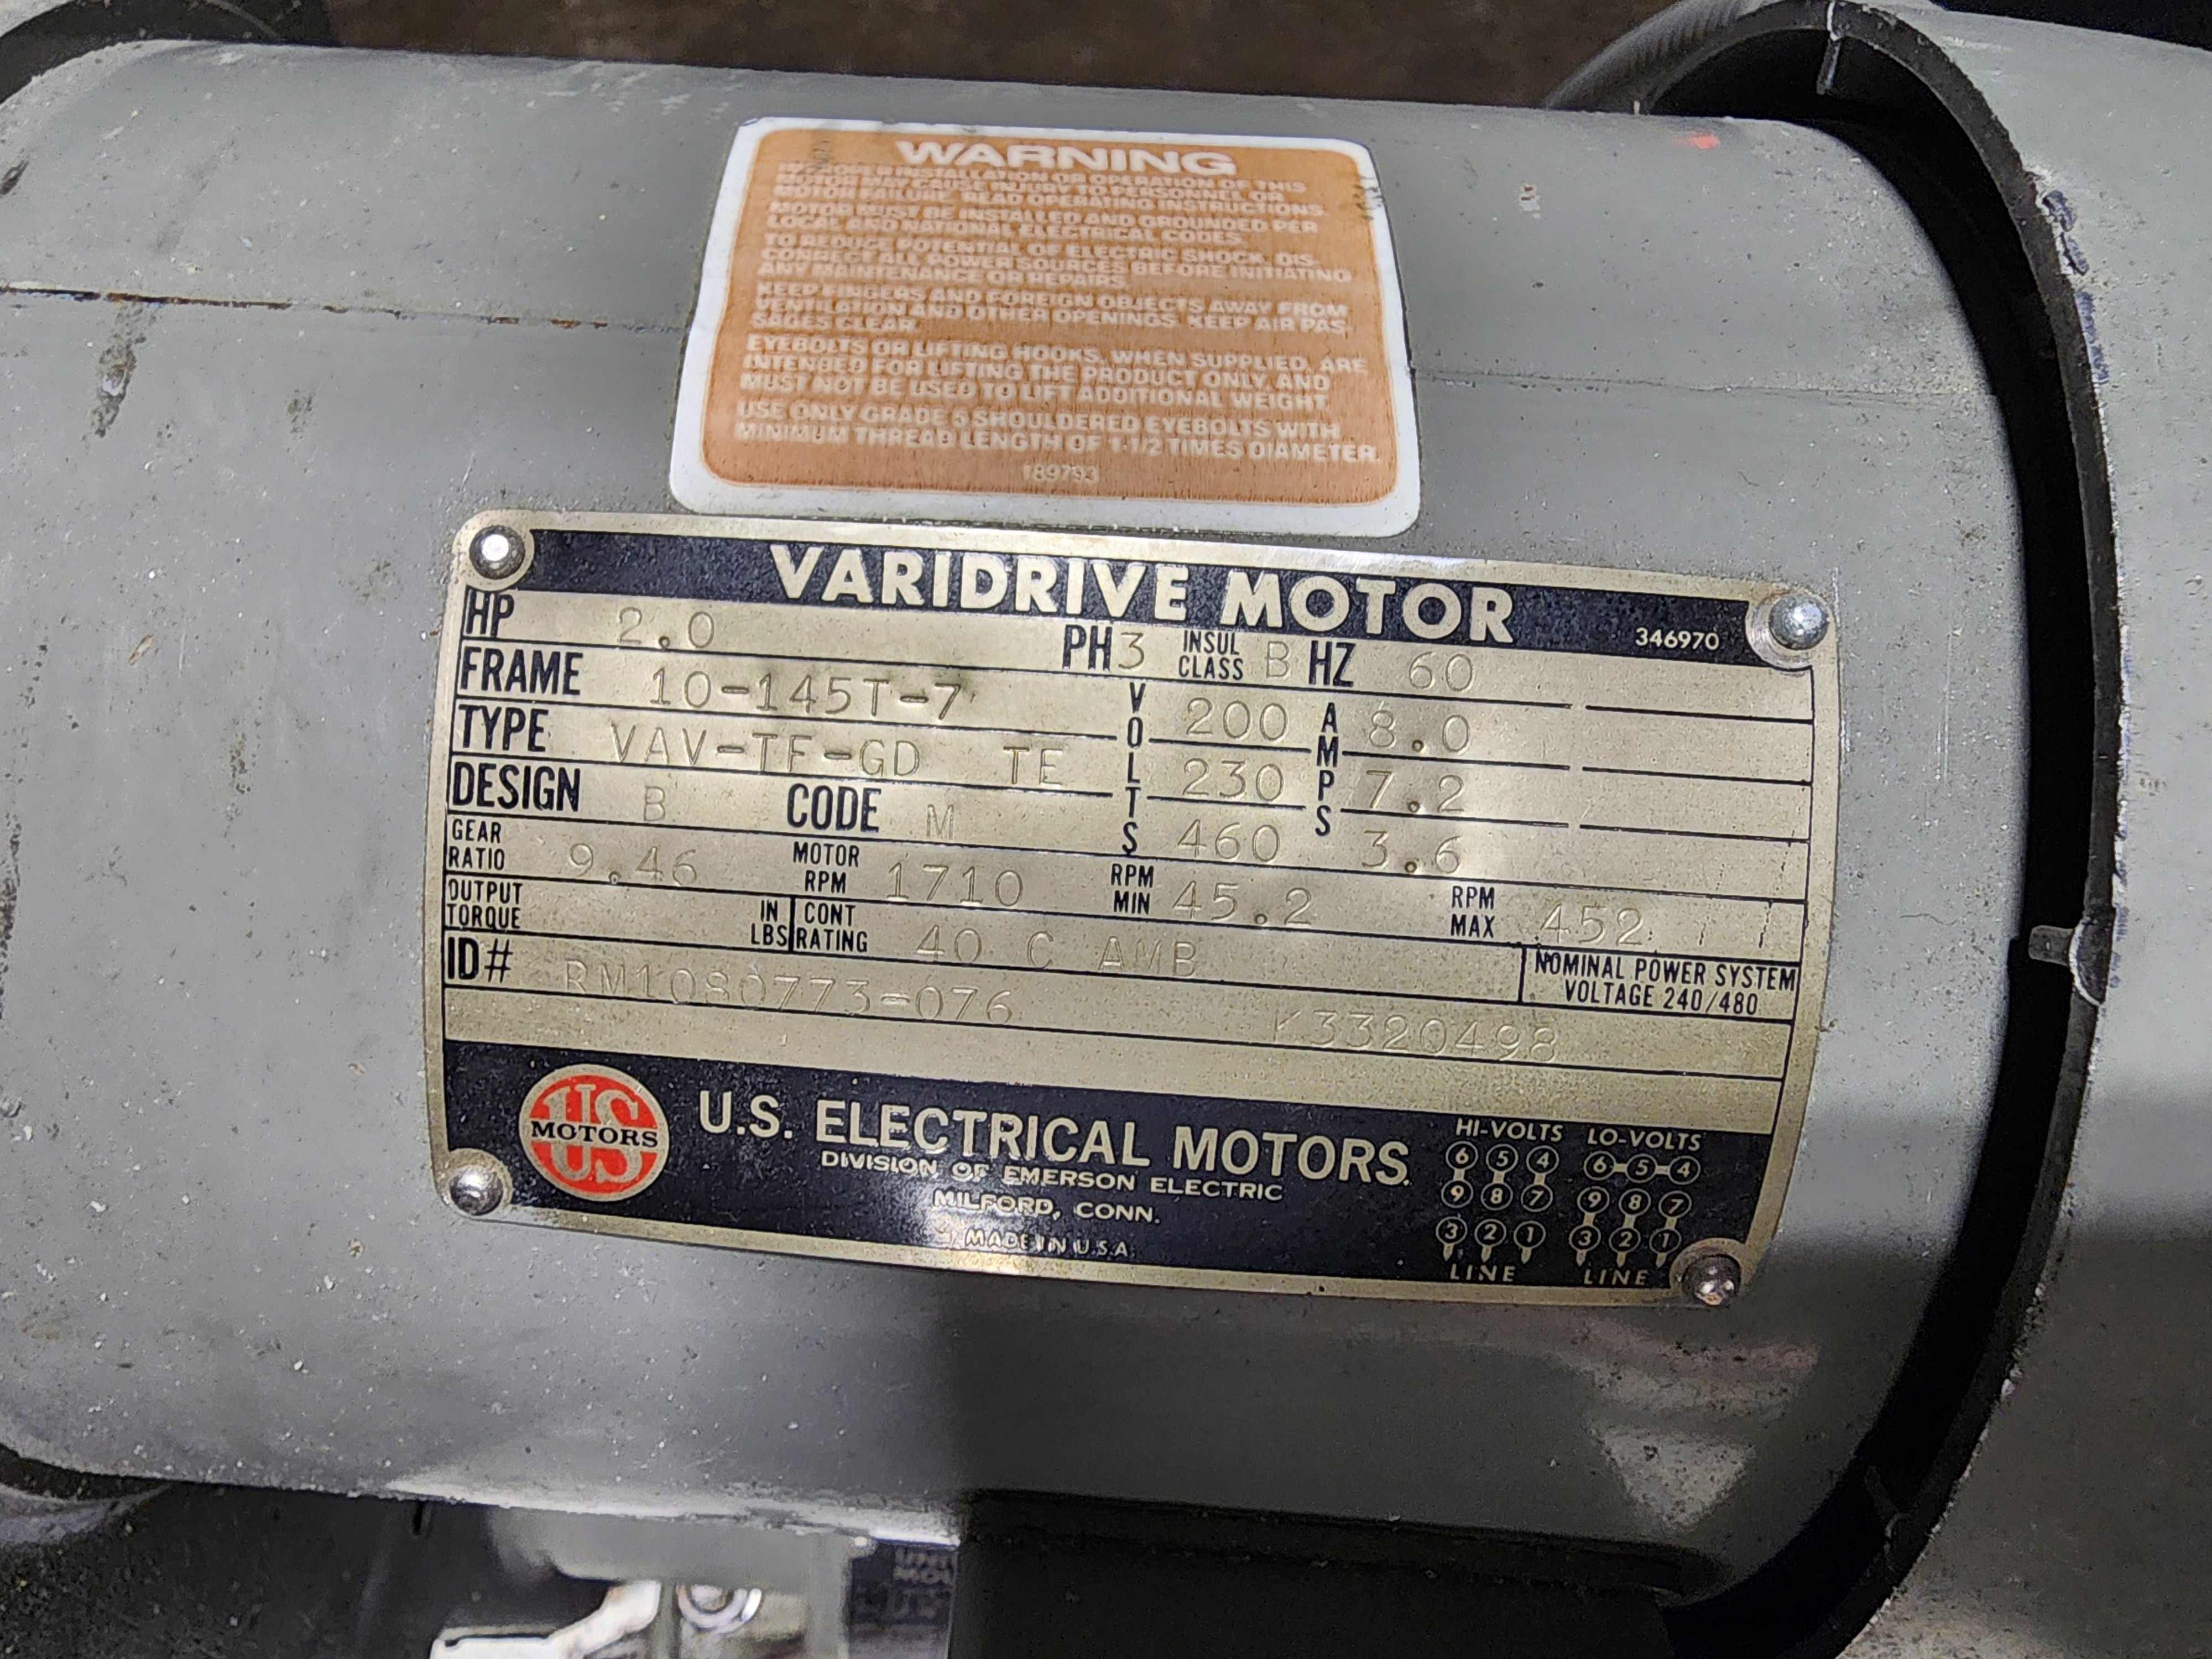 WARNING
IMPROPER INSTALLATION OR OPERATION OF THIS
MOTOR MAY CAUSE INJURY TO PERSONNEL OR
MOTOR FAILURE. READ OPERATING INSTRUCTIONS.
MOTOR MUST BE INSTALLED AND GROUNDED PER
LOCAL AND NATIONAL ELECTRICAL CODES.
TO REDUCE POTENTIAL OF ELECTRIC SHOCK, DIS-
CONNECT ALL POWER SOURCES BEFORE INITIATING
ANY MAINTENANCE OR REPAIRS.
KEEP FINGERS AND FOREIGN OBJECTS AWAY FROM
VENTILATION AND OTHER OPENINGS. KEEP AIR PAS-
SAGES CLEAR.
EYEBOLTS OR LIFTING HOOKS, WHEN SUPPLIED, ARE
INTENDED FOR LIFTING THE PRODUCT ONLY, AND
MUST NOT BE USED TO LIFT ADDITIONAL WEIGHT.
USE ONLY GRADE 5 SHOULDERED EYEBOLTS WITH
MINIMUM THREAD LENGTH OF 1-1/2 TIMES DIAMETER.
189793
VARIDRIVE MOTOR
346970
HP 2.0 PH 3 INSUL CLASS B HZ 60
FRAME 10-145T-7 VOLTS 200 AMPS 8.0
TYPE VAV-TF-GD TE 230 7.2
DESIGN B CODE M 460 3.6
GEAR RATIO 9.46 MOTOR RPM 1710 RPM MIN 45.2 RPM MAX 452
OUTPUT TORQUE IN LBS CONT RATING 40 C AMB
NOMINAL POWER SYSTEM
VOLTAGE 240/480
ID# RM1080773-076 K3320498
US
MOTORS
U.S. ELECTRICAL MOTORS.
DIVISION OF EMERSON ELECTRIC
MILFORD, CONN.
MADE IN U.S.A.
HI-VOLTS LO-VOLTS
6 5 4 6-5-4
9 8 7 9 8 7
3 2 1 3 2 1
LINE LINE